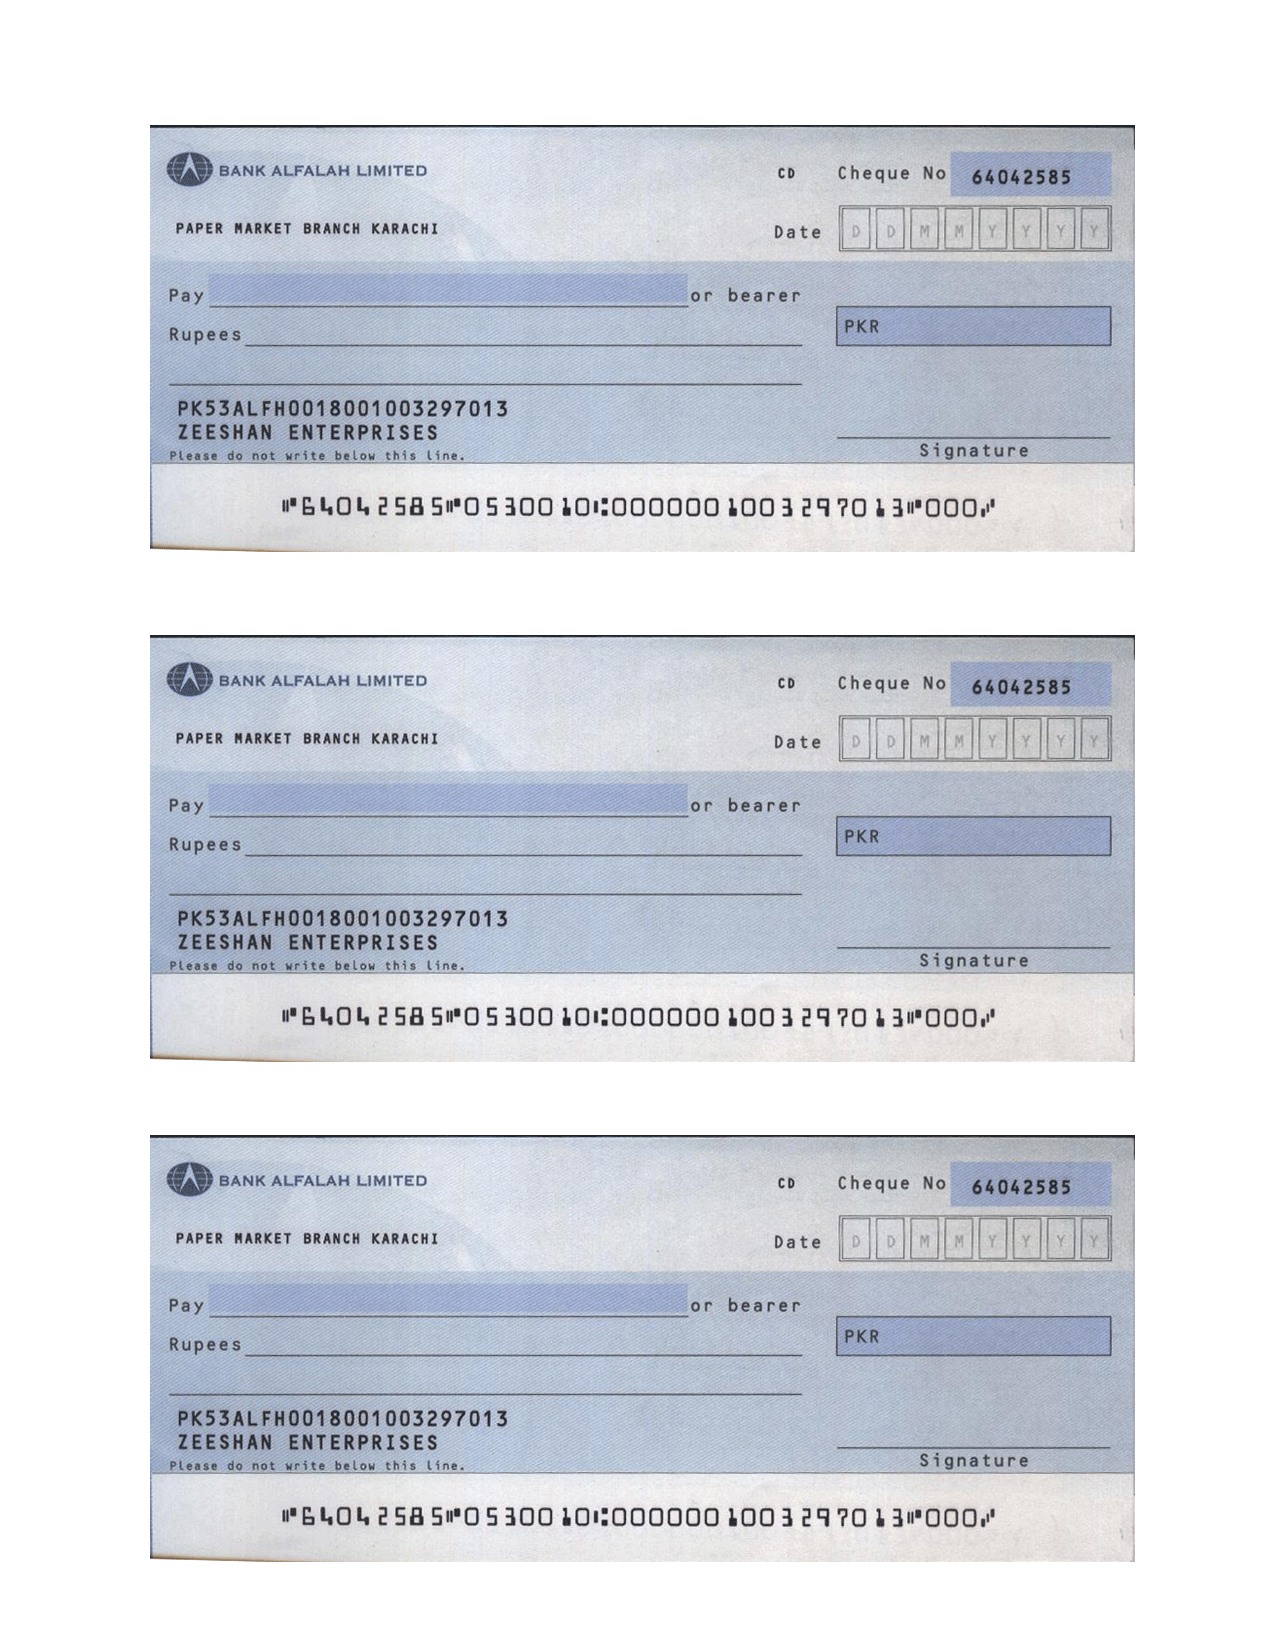 BANK ALFALAH LIMITED CD Cheque No 64042585
PAPER MARKET BRANCH KARACHI Date D D M M Y Y Y Y
Pay or bearer
Rupees PKR
PK53ALFH0018001003297013
ZEESHAN ENTERPRISES
Please do not write below this line. Signature
⑈64042585⑈0530010⑆0000001003297013⑈000⑇
BANK ALFALAH LIMITED CD Cheque No 64042585
PAPER MARKET BRANCH KARACHI Date D D M M Y Y Y Y
Pay or bearer
Rupees PKR
PK53ALFH0018001003297013
ZEESHAN ENTERPRISES
Please do not write below this line. Signature
⑈64042585⑈0530010⑆0000001003297013⑈000⑇
BANK ALFALAH LIMITED CD Cheque No 64042585
PAPER MARKET BRANCH KARACHI Date D D M M Y Y Y Y
Pay or bearer
Rupees PKR
PK53ALFH0018001003297013
ZEESHAN ENTERPRISES
Please do not write below this line. Signature
⑈64042585⑈0530010⑆0000001003297013⑈000⑇